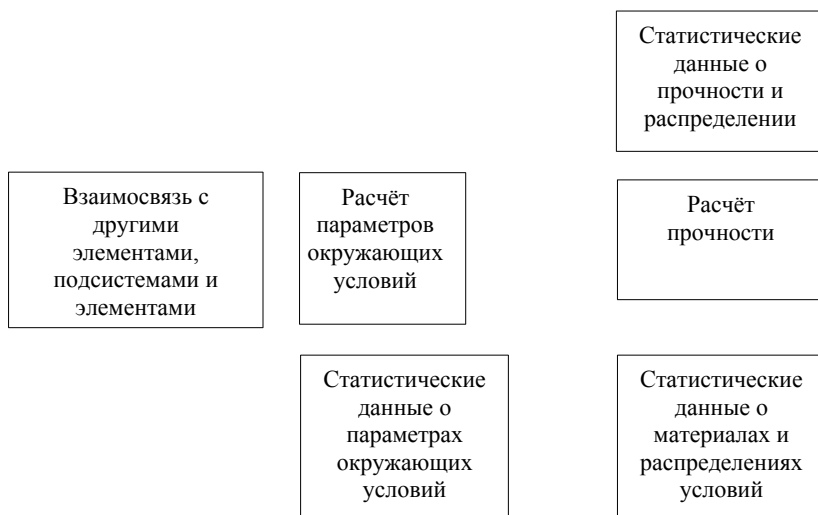 Статистические
данные о
прочности и
распределении
Взаимосвязь с
другими
элементами,
подсистемами и
элементами
Расчёт
параметров
окружающих
условий
Расчёт
прочности
Статистические
данные о
параметрах
окружающих
условий
Статистические
данные о
материалах и
распределениях
условий